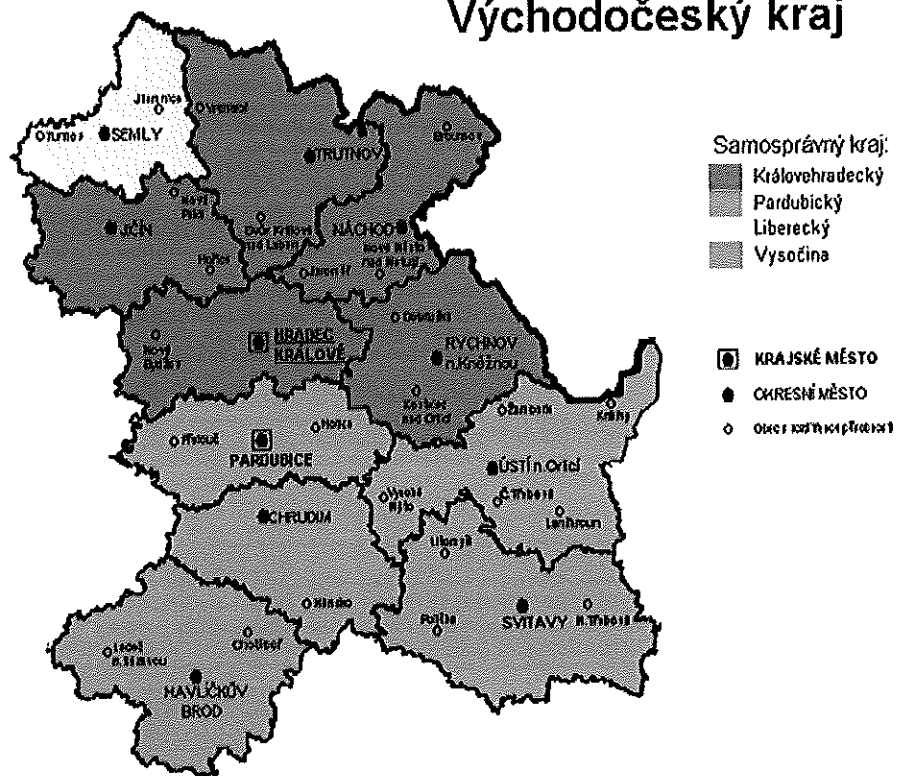 Východočeský kraj
Samosprávný kraj:
Královehradecký
Pardubický
Liberecký
Vysočina
KRAJSKÉ MĚSTO
OKRESNÍ MĚSTO
Jilemnice
Turnov
SEMILY
Vrchlabí
Broumov
TRUTNOV
Nová
Paka
JIČÍN
Dvůr Králové
nad Labem
NÁCHOD
Nové Město
nad Metují
Hořice
Jaroměř
Dobruška
HRADEC
KRÁLOVÉ
Nový
Bydžov
RYCHNOV
n.Kněžnou
Kostelec
nad Orlicí
Žamberk
Králíky
Holice
Přelouč
PARDUBICE
ÚSTÍ n.Orlicí
Vysoké
Mýto
Č.Třebová
Lanškroun
CHRUDIM
Litomyšl
Hlinsko
Polička
SVITAVY
M.Třebová
Chotěboř
HAVLÍČKŮV
BROD